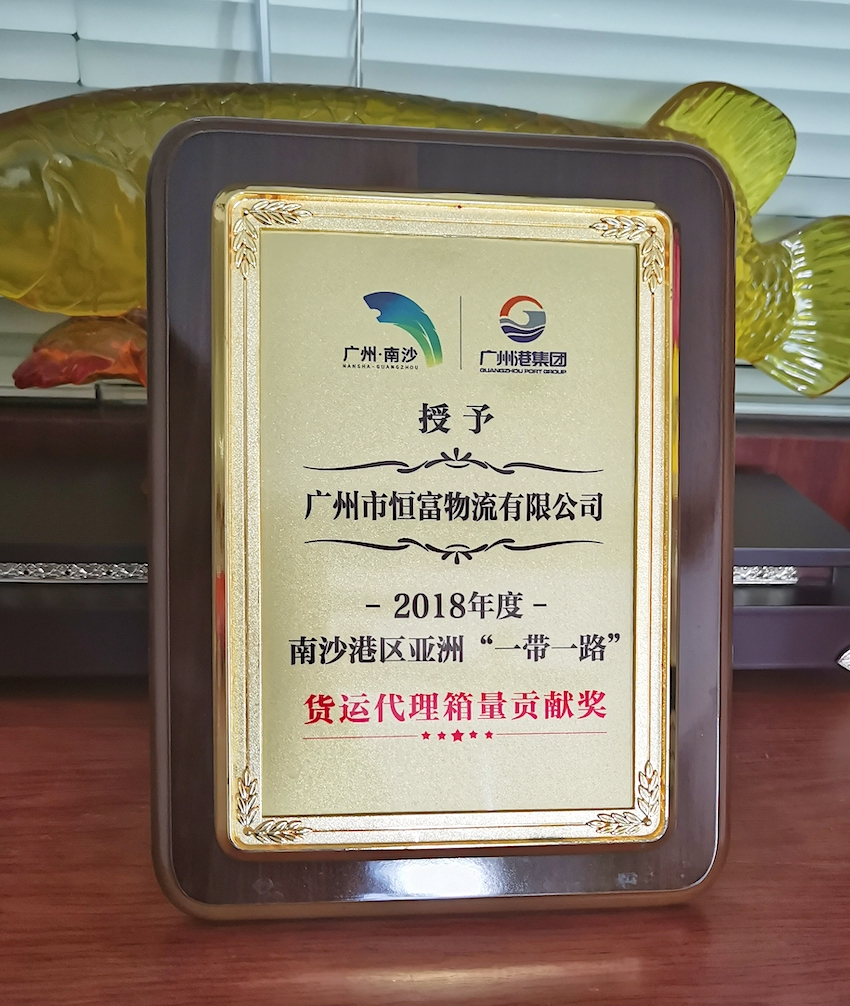 广州·南沙
NANSHA·GUANGZHOU
广州港集团
GUANGZHOU PORT GROUP
授予
广州市恒富物流有限公司
- 2018年度 -
南沙港区亚洲“一带一路”
货运代理箱量贡献奖